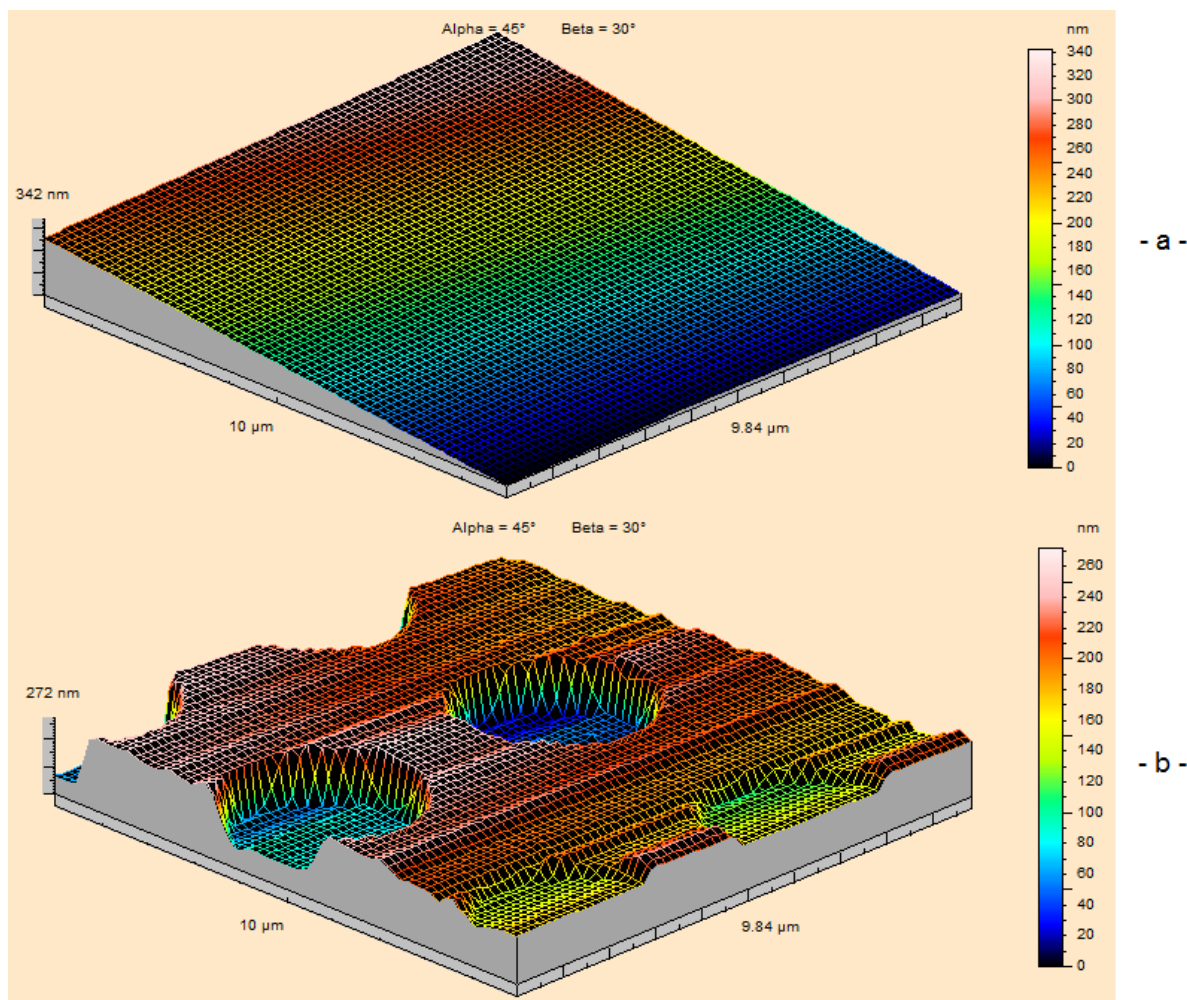 Alpha = 45° Beta = 30°
nm
340
320
300
280
260
240
220
200
180
160
140
120
100
80
60
40
20
0
342 nm
10 µm
9.84 µm
- a -
Alpha = 45° Beta = 30°
nm
260
240
220
200
180
160
140
120
100
80
60
40
20
0
272 nm
10 µm
9.84 µm
- b -